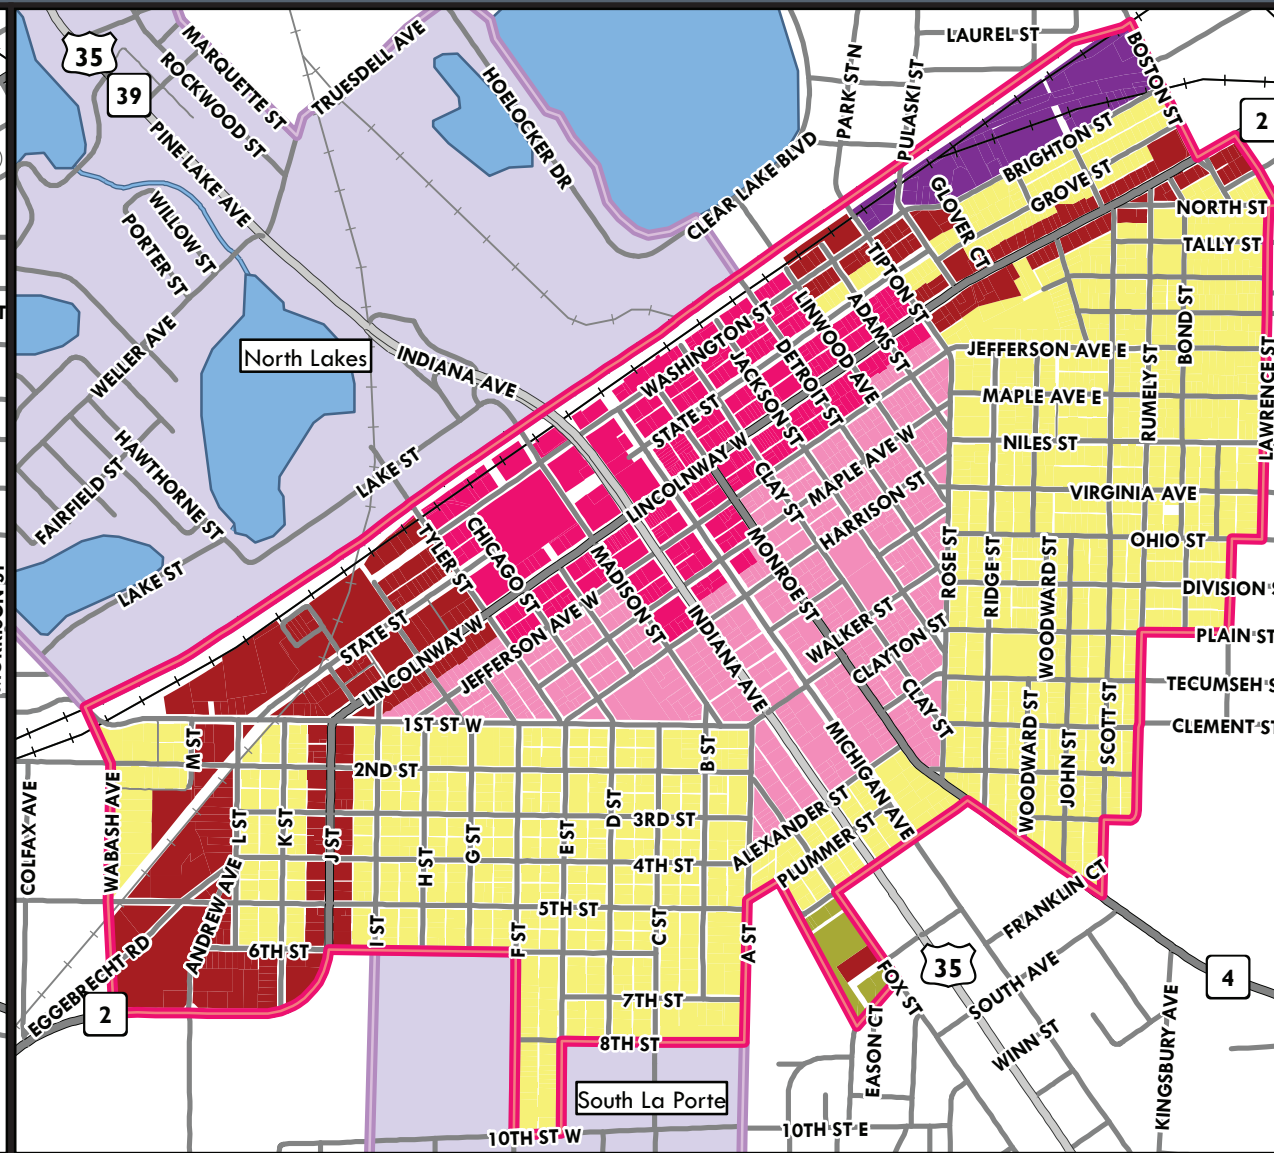 35
39
MARQUETTE ST
ROCKWOOD ST
TRUESDELL AVE
HOELOCKER DR
PARK ST N
PULASKI ST
LAUREL ST
BOSTON ST
2
PINE LAKE AVE
WILLOW ST
PORTER ST
CLEAR LAKE BLVD
BRIGHTON ST
GROVE ST
GLOVER CT
NORTH ST
TALLY ST
WELLER AVE
North Lakes
INDIANA AVE
WASHINGTON ST
TIPTON ST
LINWOOD AVE
ADAMS ST
DETROIT ST
JACKSON ST
STATE ST
BOND ST
JEFFERSON AVE E
RUMELY ST
LAWRENCE ST
MAPLE AVE E
NILES ST
HAWTHORNE ST
FAIRFIELD ST
LAKE ST
LAKE ST
LINCOLNWAY W
CLAY ST
MAPLE AVE W
HARRISON ST
VIRGINIA AVE
OHIO ST
TYLER ST
CHICAGO ST
MADISON ST
MONROE ST
ROSE ST
RIDGE ST
WOODWARD ST
DIVISION S
STATE ST
LINCOLNWAY W
JEFFERSON AVE W
INDIANA AVE
WALKER ST
CLAYTON ST
CLAY ST
PLAIN ST
TECUMSEH S
CLEMENT ST
1ST ST W
M ST
2ND ST
B ST
MICHIGAN AVE
WOODWARD ST
JOHN ST
SCOTT ST
COLFAX AVE
WABASH AVE
L ST
K ST
J ST
H ST
G ST
E ST
D ST
3RD ST
4TH ST
ALEXANDER ST
PLUMMER ST
ANDREW AVE
5TH ST
I ST
F ST
C ST
A ST
6TH ST
EGGEBRECHT RD
2
7TH ST
8TH ST
FRANKLIN CT
35
FOX ST
SOUTH AVE
4
WINN ST
KINGSBURY AVE
EASON CT
South La Porte
10TH ST W
10TH ST E